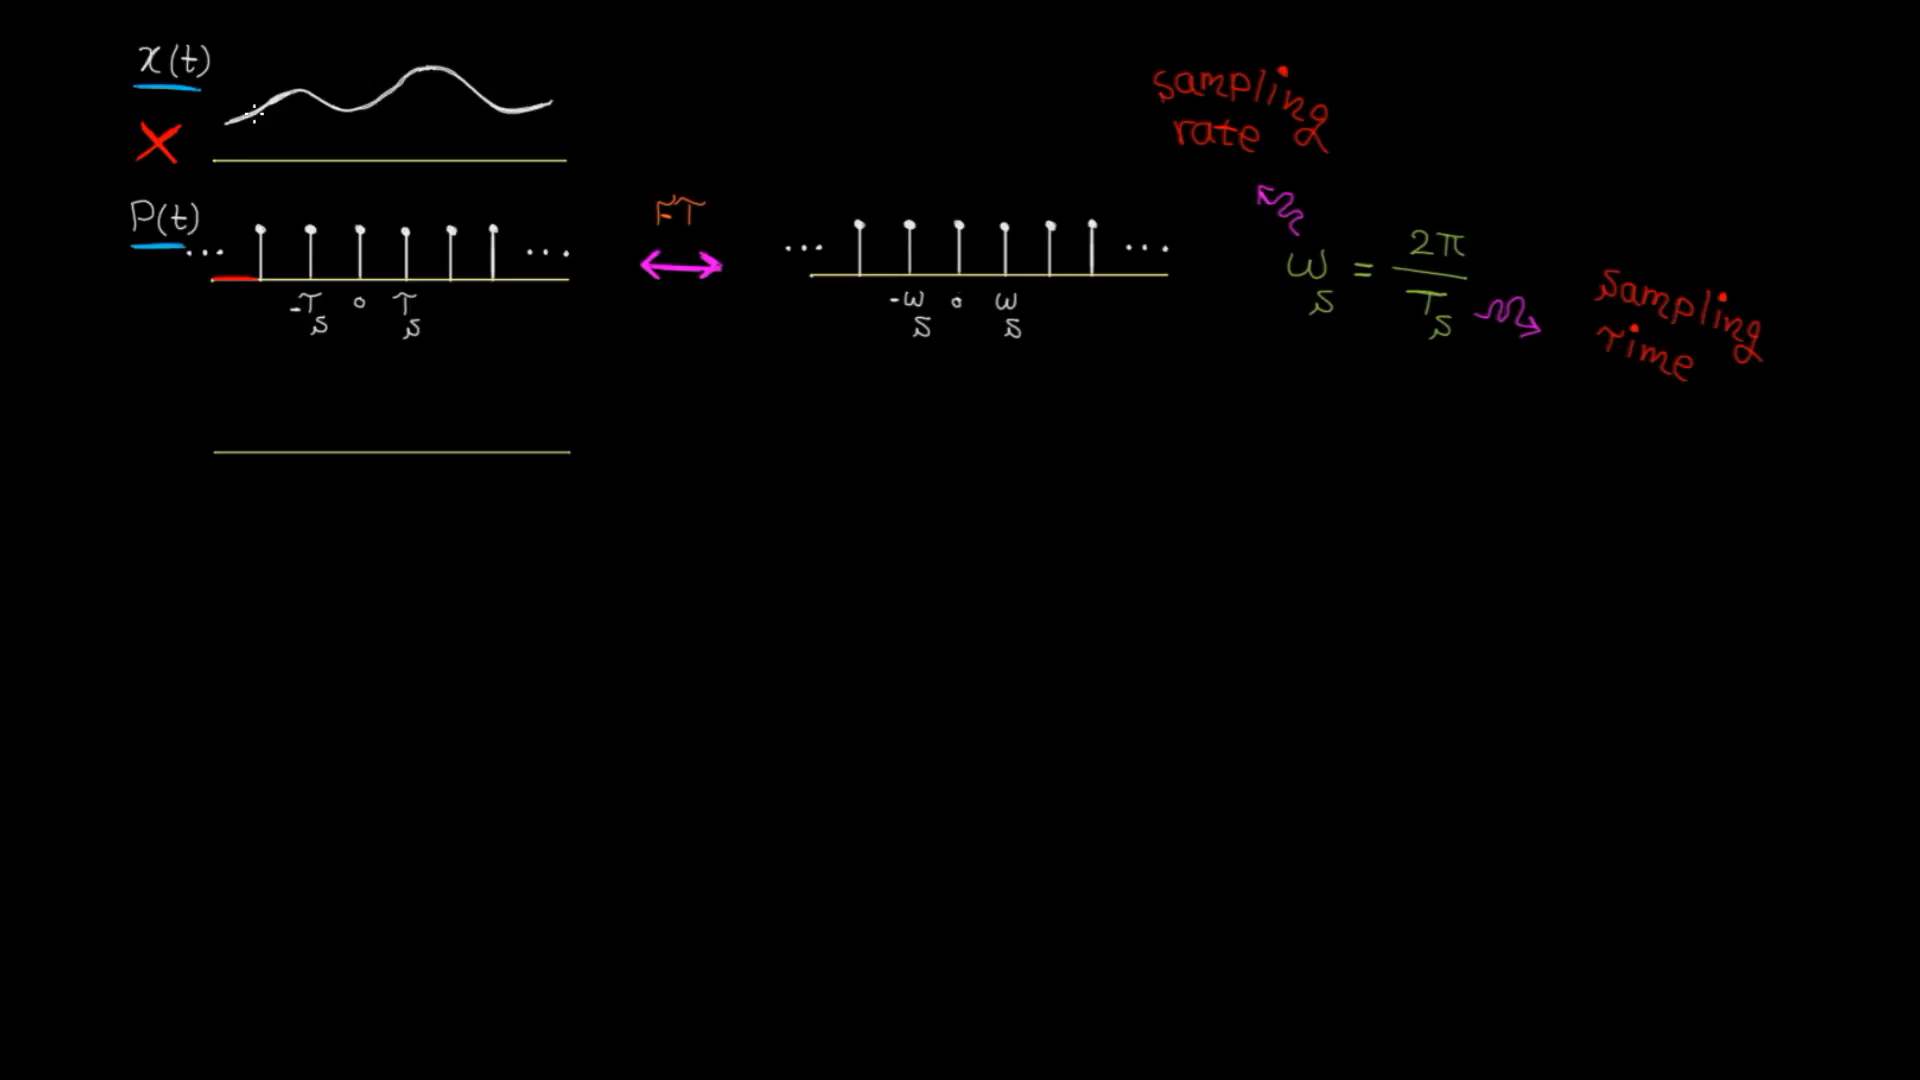 x(t)
×
P(t)
... ...
-Ts 0 Ts
FT
... ...
-ωs 0 ωs
sampling
rate
ωs = 2π/Ts
sampling
time